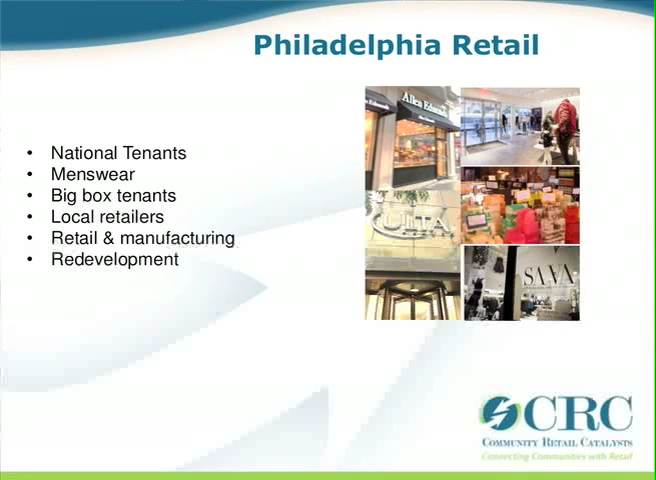 Philadelphia Retail
• National Tenants
• Menswear
• Big box tenants
• Local retailers
• Retail & manufacturing
• Redevelopment
Allen Edmonds
ULTA
CRC
COMMUNITY RETAIL CATALYSTS
Connecting Communities with Retail